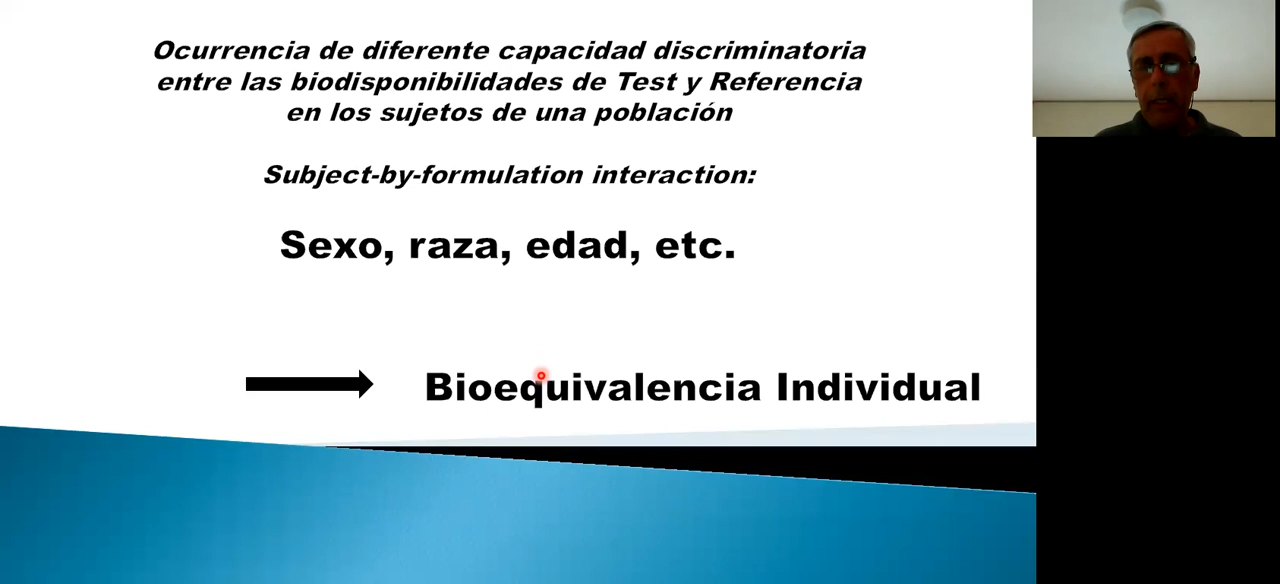 Ocurrencia de diferente capacidad discriminatoria
entre las biodisponibilidades de Test y Referencia
en los sujetos de una población
Subject-by-formulation interaction:
Sexo, raza, edad, etc.
Bioequivalencia Individual